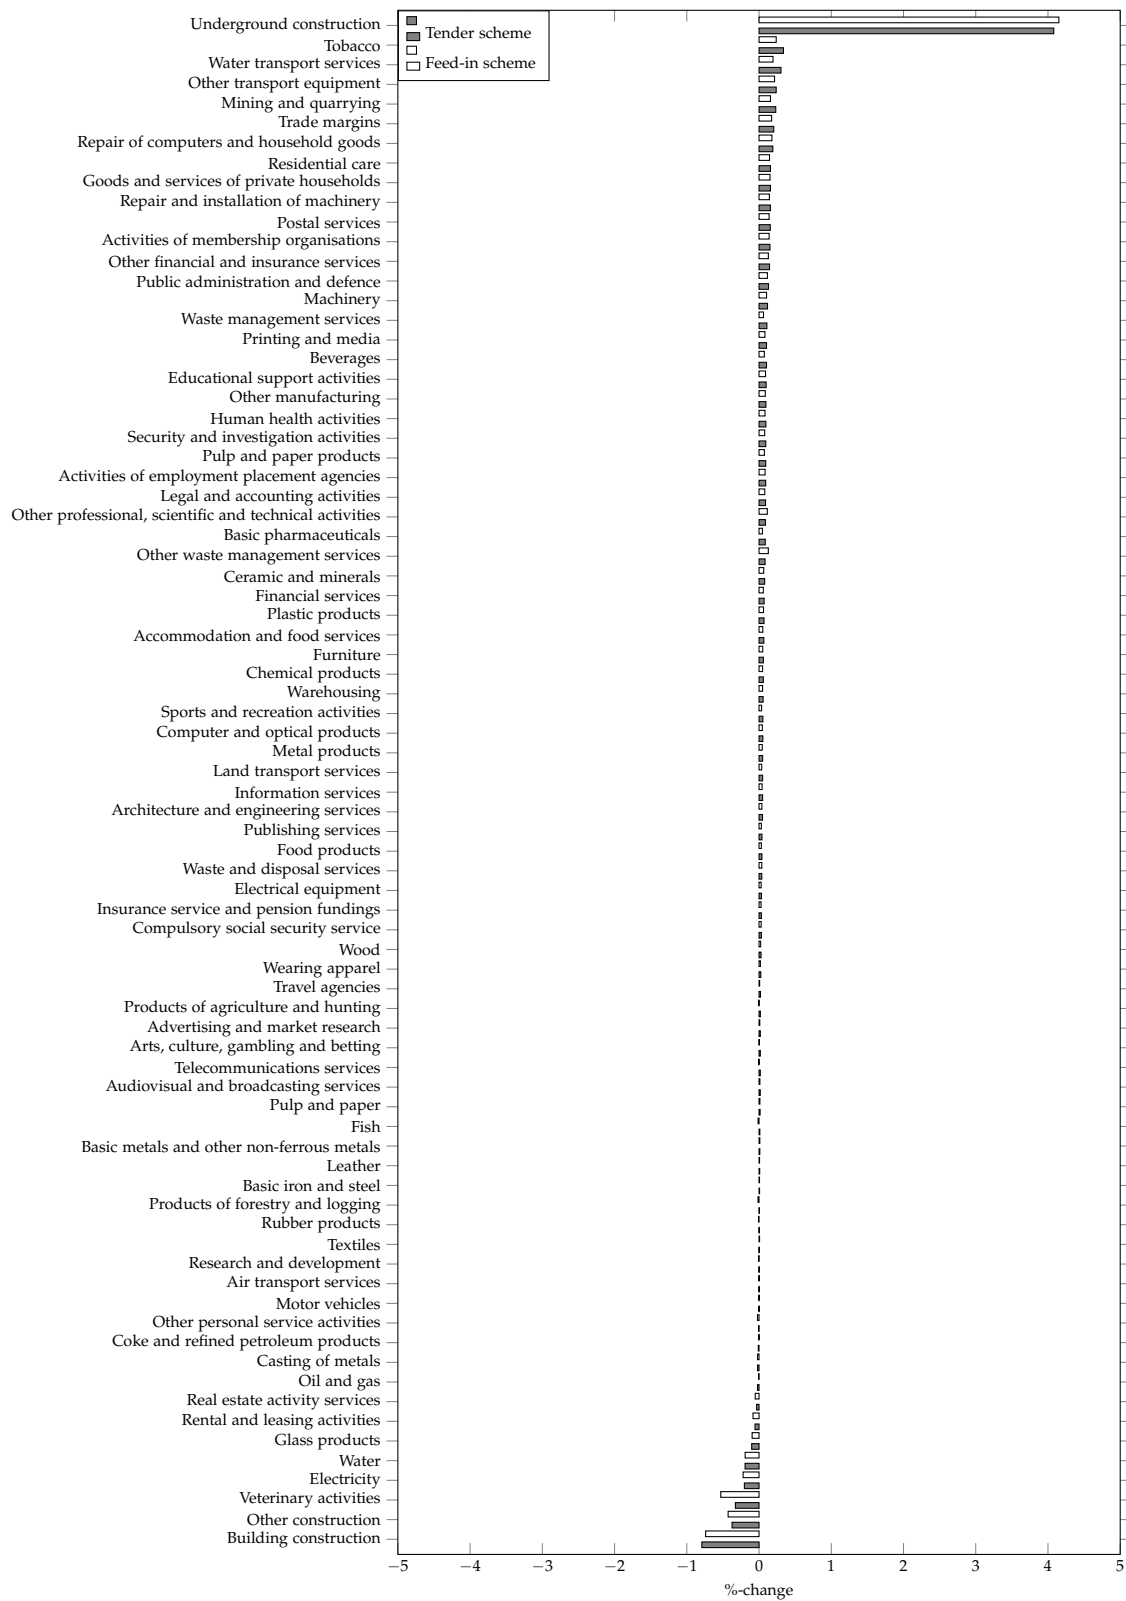 Tender scheme
Feed-in scheme
Underground construction
Tobacco
Water transport services
Other transport equipment
Mining and quarrying
Trade margins
Repair of computers and household goods
Residential care
Goods and services of private households
Repair and installation of machinery
Postal services
Activities of membership organisations
Other financial and insurance services
Public administration and defence
Machinery
Waste management services
Printing and media
Beverages
Educational support activities
Other manufacturing
Human health activities
Security and investigation activities
Pulp and paper products
Activities of employment placement agencies
Legal and accounting activities
Other professional, scientific and technical activities
Basic pharmaceuticals
Other waste management services
Ceramic and minerals
Financial services
Plastic products
Accommodation and food services
Furniture
Chemical products
Warehousing
Sports and recreation activities
Computer and optical products
Metal products
Land transport services
Information services
Architecture and engineering services
Publishing services
Food products
Waste and disposal services
Electrical equipment
Insurance service and pension fundings
Compulsory social security service
Wood
Wearing apparel
Travel agencies
Products of agriculture and hunting
Advertising and market research
Arts, culture, gambling and betting
Telecommunications services
Audiovisual and broadcasting services
Pulp and paper
Fish
Basic metals and other non-ferrous metals
Leather
Basic iron and steel
Products of forestry and logging
Rubber products
Textiles
Research and development
Air transport services
Motor vehicles
Other personal service activities
Coke and refined petroleum products
Casting of metals
Oil and gas
Real estate activity services
Rental and leasing activities
Glass products
Water
Electricity
Veterinary activities
Other construction
Building construction
−5 −4 −3 −2 −1 0 1 2 3 4 5
%-change